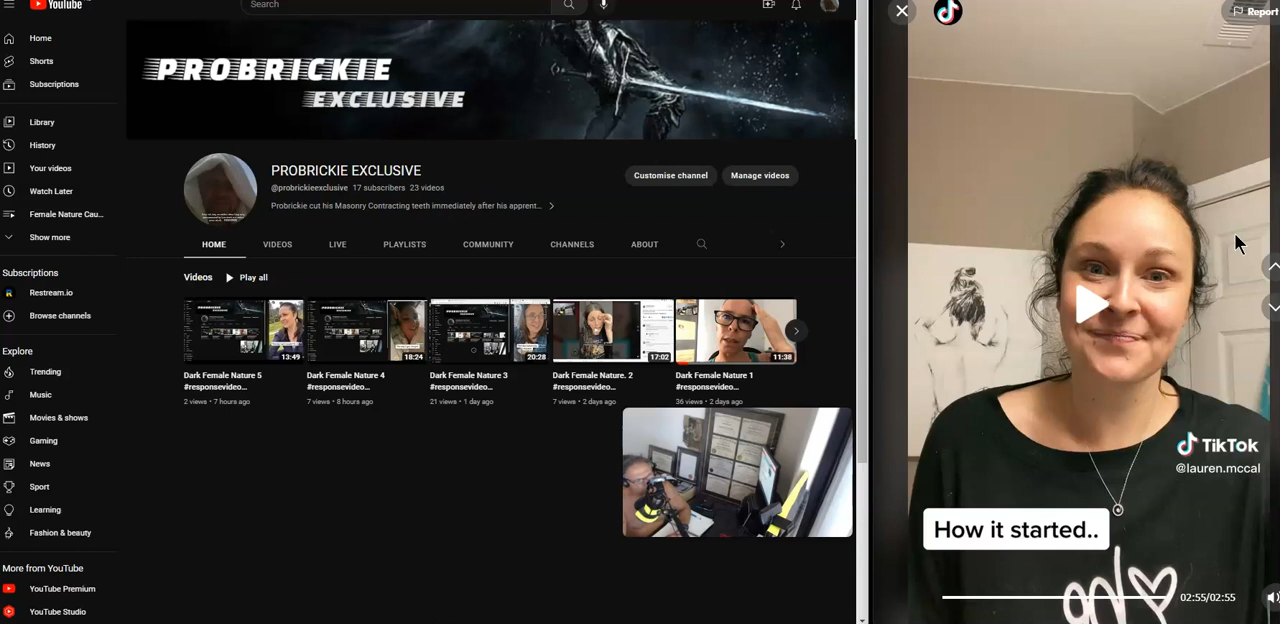 YouTube
Search
Home
Shorts
Subscriptions
Library
History
Your videos
Watch Later
Female Nature Cau...
Show more
Subscriptions
Restream.io
Browse channels
Explore
Trending
Music
Movies & shows
Gaming
News
Sport
Learning
Fashion & beauty
More from YouTube
YouTube Premium
YouTube Studio
PROBRICKIE
EXCLUSIVE
PROBRICKIE EXCLUSIVE
@probrickieexclusive 17 subscribers 23 videos
Probrickie cut his Masonry Contracting teeth immediately after his apprent...
Customise channel
Manage videos
HOME VIDEOS LIVE PLAYLISTS COMMUNITY CHANNELS ABOUT
Videos Play all
13:49
Dark Female Nature 5
#responsevideo...
2 views • 7 hours ago
18:24
Dark Female Nature 4
#responsevideo...
7 views • 8 hours ago
20:28
Dark Female Nature 3
#responsevideo...
21 views • 1 day ago
17:02
Dark Female Nature. 2
#responsevideo...
7 views • 2 days ago
11:38
Dark Female Nature 1
#responsevideo...
36 views • 2 days ago
Report
TikTok
@lauren.mccal
How it started..
02:55/02:55